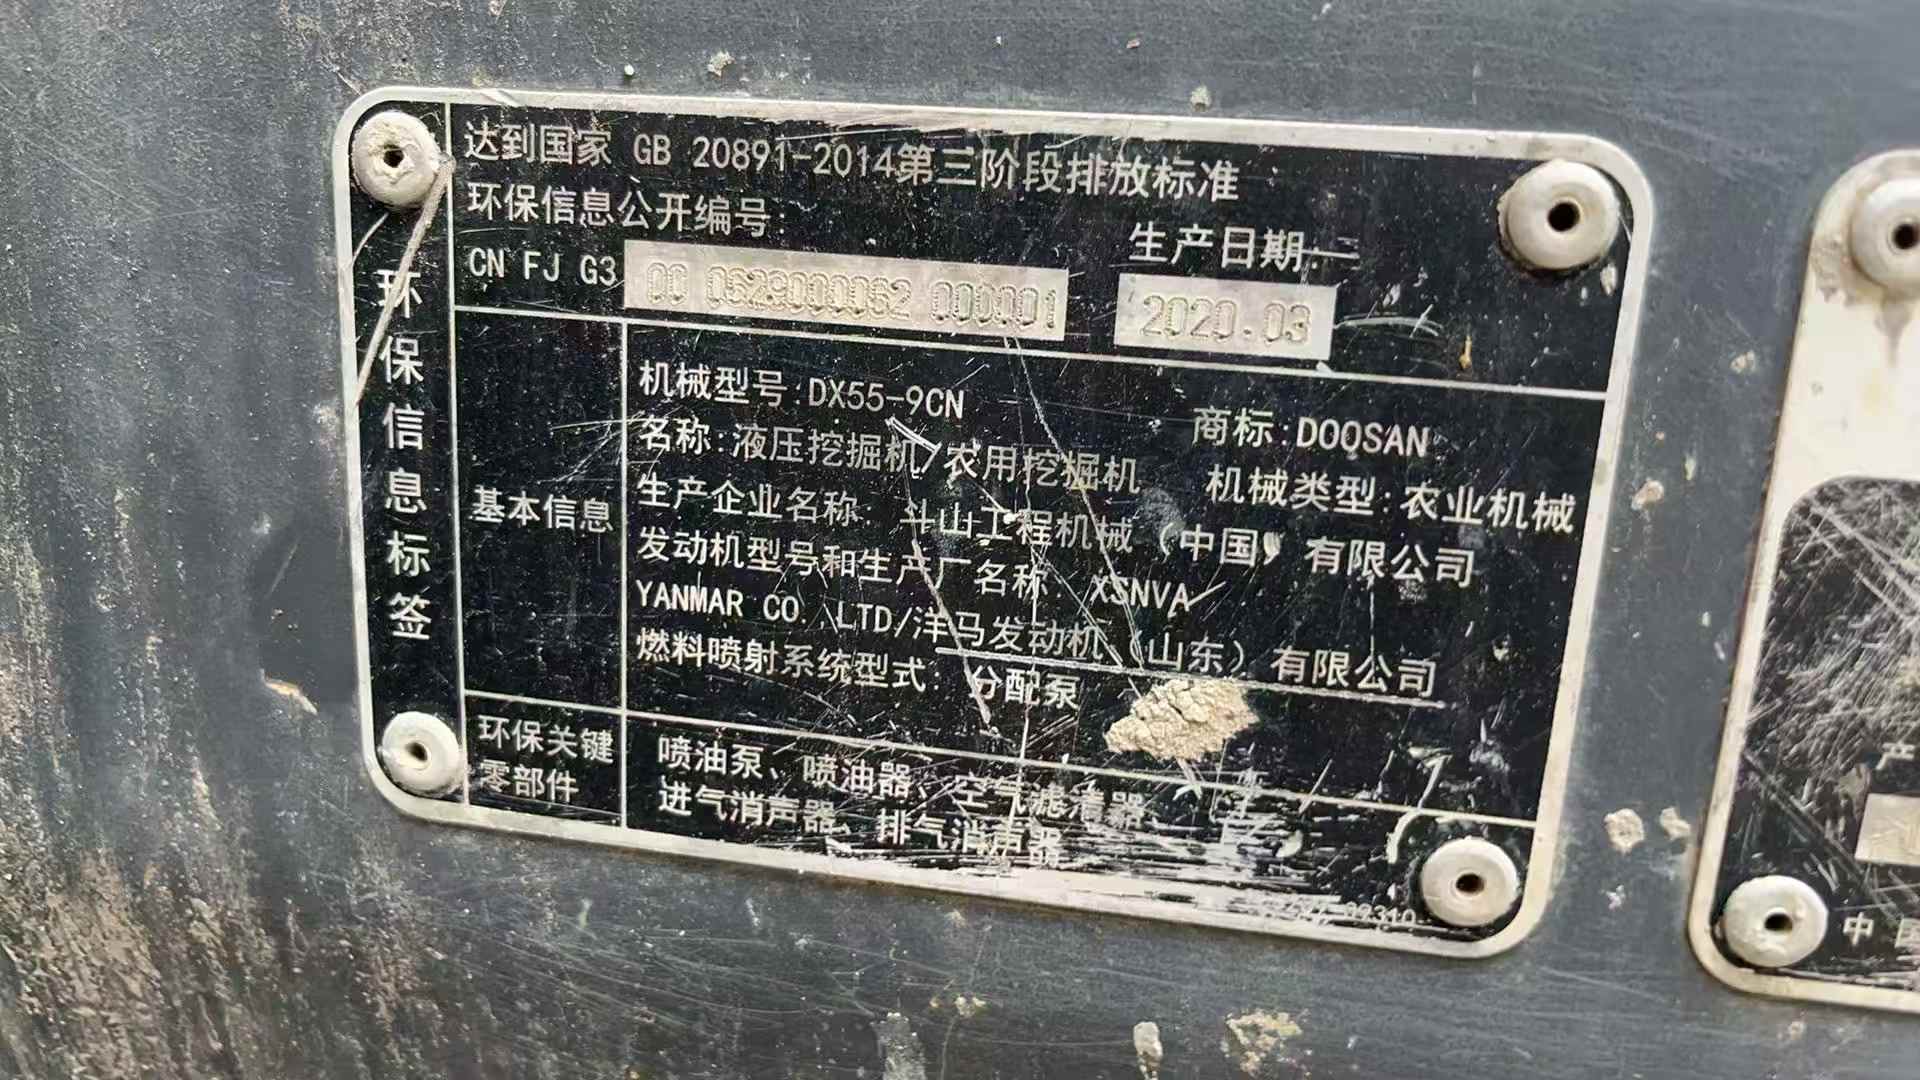 达到国家 GB 20891-2014第三阶段排放标准
环保信息公开编号:
生产日期:
CN FJ G3 00 0629000062 000001
2020.03
环保信息标签
基本信息
机械型号:DX55-9CN
商标:DOOSAN
名称:液压挖掘机/农用挖掘机
机械类型:农业机械
生产企业名称: 斗山工程机械(中国)有限公司
发动机型号和生产厂名称: XSNVA
YANMAR CO.,LTD/洋马发动机(山东)有限公司
燃料喷射系统型式: 分配泵
环保关键
零部件
喷油泵、喷油器、空气滤清器、
进气消声器、排气消声器
产
中国